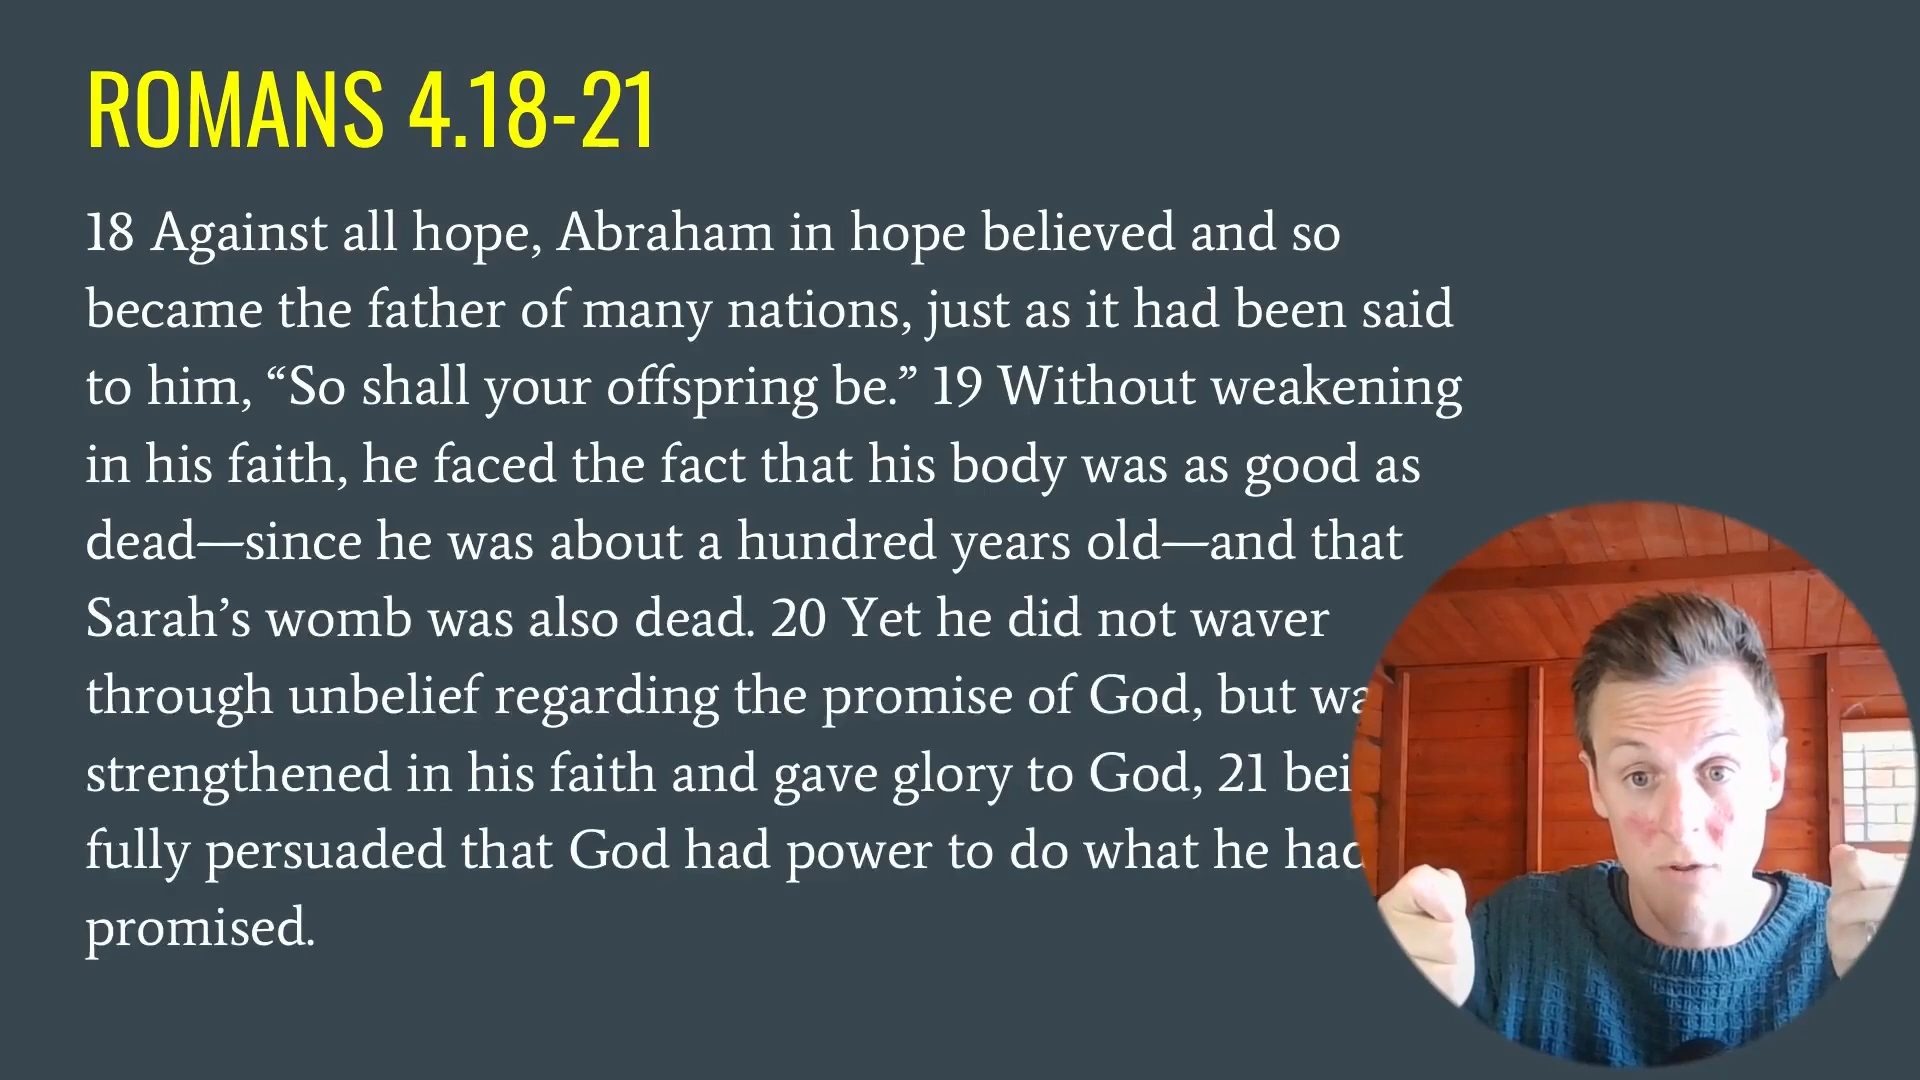 ROMANS 4.18-21
18 Against all hope, Abraham in hope believed and so
became the father of many nations, just as it had been said
to him, “So shall your offspring be.” 19 Without weakening
in his faith, he faced the fact that his body was as good as
dead—since he was about a hundred years old—and that
Sarah’s womb was also dead. 20 Yet he did not waver
through unbelief regarding the promise of God, but
strengthened in his faith and gave glory to God, 21
fully persuaded that God had power to do what he had
promised.